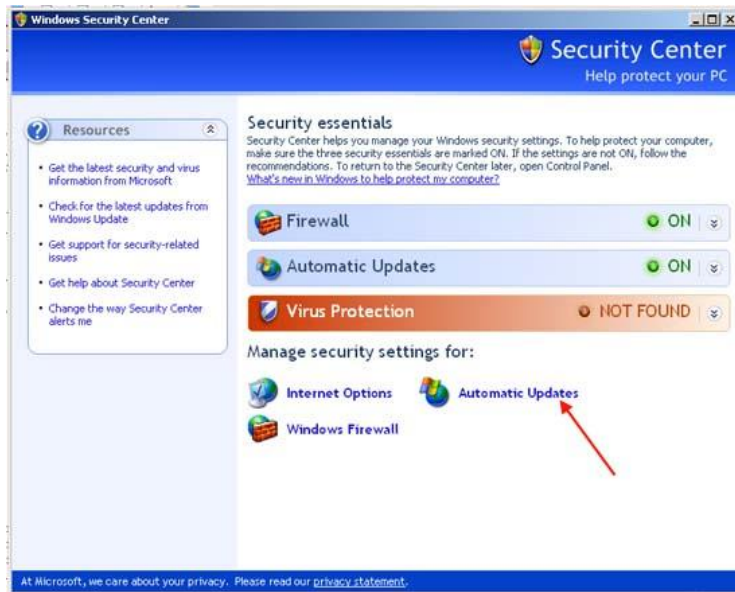 Windows Security Center
Security Center
Help protect your PC
Resources
Get the latest security and virus
information from Microsoft
Check for the latest updates from
Windows Update
Get support for security-related
issues
Get help about Security Center
Change the way Security Center
alerts me
Security essentials
Security Center helps you manage your Windows security settings. To help protect your computer,
make sure the three security essentials are marked ON. If the settings are not ON, follow the
recommendations. To return to the Security Center later, open Control Panel.
What's new in Windows to help protect my computer?
Firewall ON
Automatic Updates ON
Virus Protection NOT FOUND
Manage security settings for:
Internet Options Automatic Updates
Windows Firewall
At Microsoft, we care about your privacy. Please read our privacy statement.